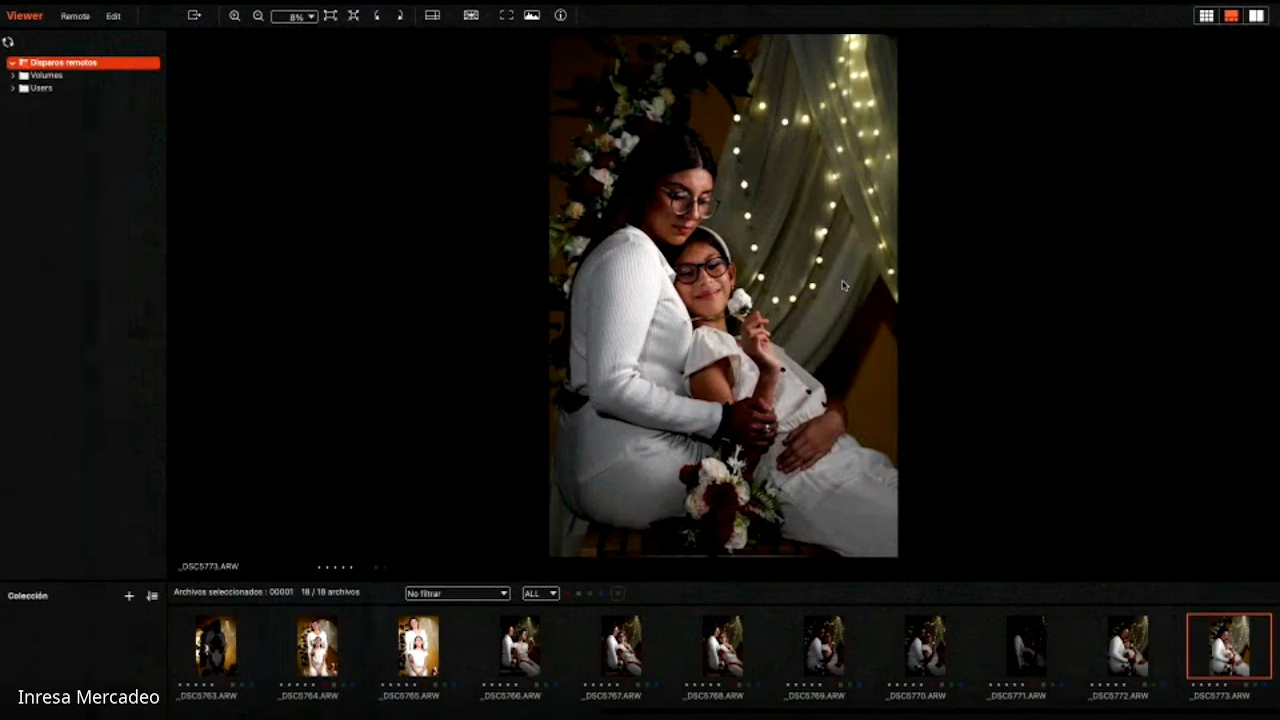 Viewer Remote Edit 8%
Disparos remotos
Volumes
Users
_DSC5773.ARW
Colección
Archivos seleccionados : 00001 18 / 18 archivos No filtrar ALL
_DSC5763.ARW _DSC5764.ARW _DSC5765.ARW _DSC5766.ARW _DSC5767.ARW _DSC5768.ARW _DSC5769.ARW _DSC5770.ARW _DSC5771.ARW _DSC5772.ARW _DSC5773.ARW
Inresa Mercadeo